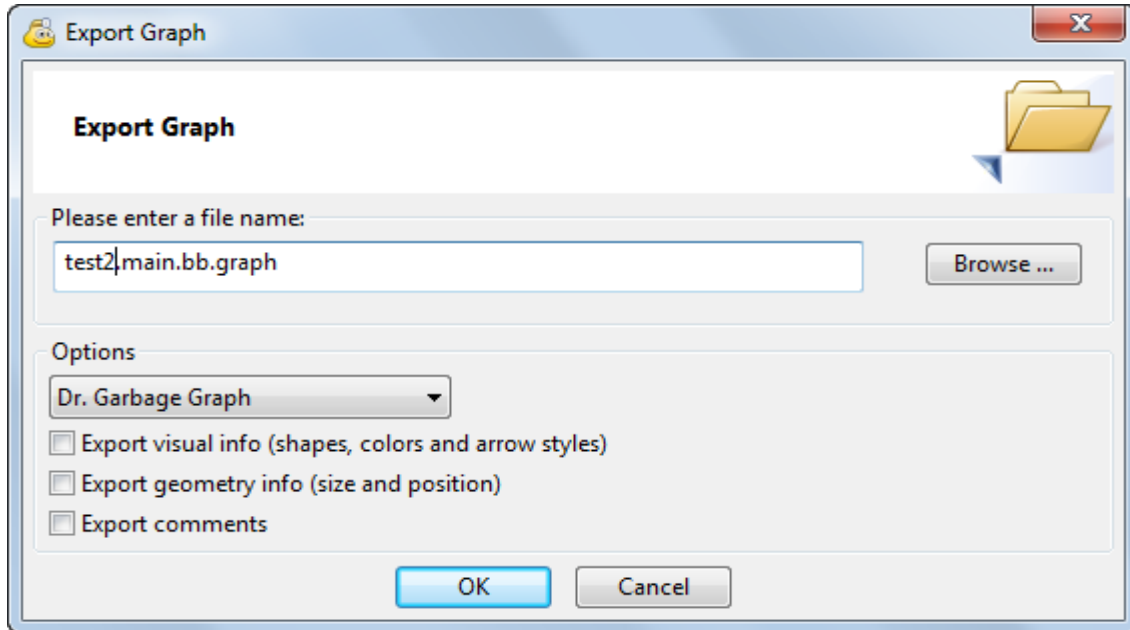 Export Graph
Export Graph
Please enter a file name:
test2.main.bb.graph
Browse ...
Options
Dr. Garbage Graph
Export visual info (shapes, colors and arrow styles)
Export geometry info (size and position)
Export comments
OK
Cancel